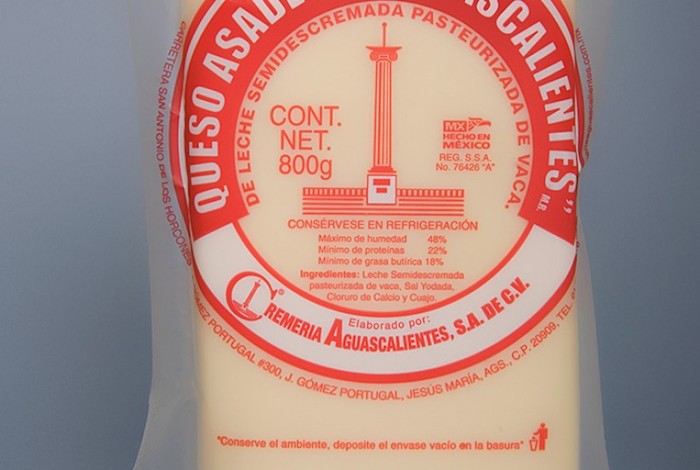 QUESO ASADE
SCALIENTES"
M.R.
DE LECHE SEMIDESCREMADA PASTEURIZADA DE VACA.
CARRETERA SAN ANTONIO DE LOS HORCONES
CONT.
NET.
800g
MX
HECHO EN
MÉXICO
REG. S.S.A.
No. 76426 "A"
CONSÉRVESE EN REFRIGERACIÓN
Máximo de humedad 48%
Mínimo de proteínas 22%
Mínimo de grasa butírica 18%
Ingredientes: Leche Semidescremada
pasteurizada de vaca, Sal Yodada,
Cloruro de Calcio y Cuajo.
Elaborado por:
CREMERIA AGUASCALIENTES, S.A. DE C.V.
ÓMEZ PORTUGAL #300, J. GÓMEZ PORTUGAL, JESÚS MARÍA, AGS., C.P. 20909, TEL.
"Conserve el ambiente, deposite el envase vacío en la basura"